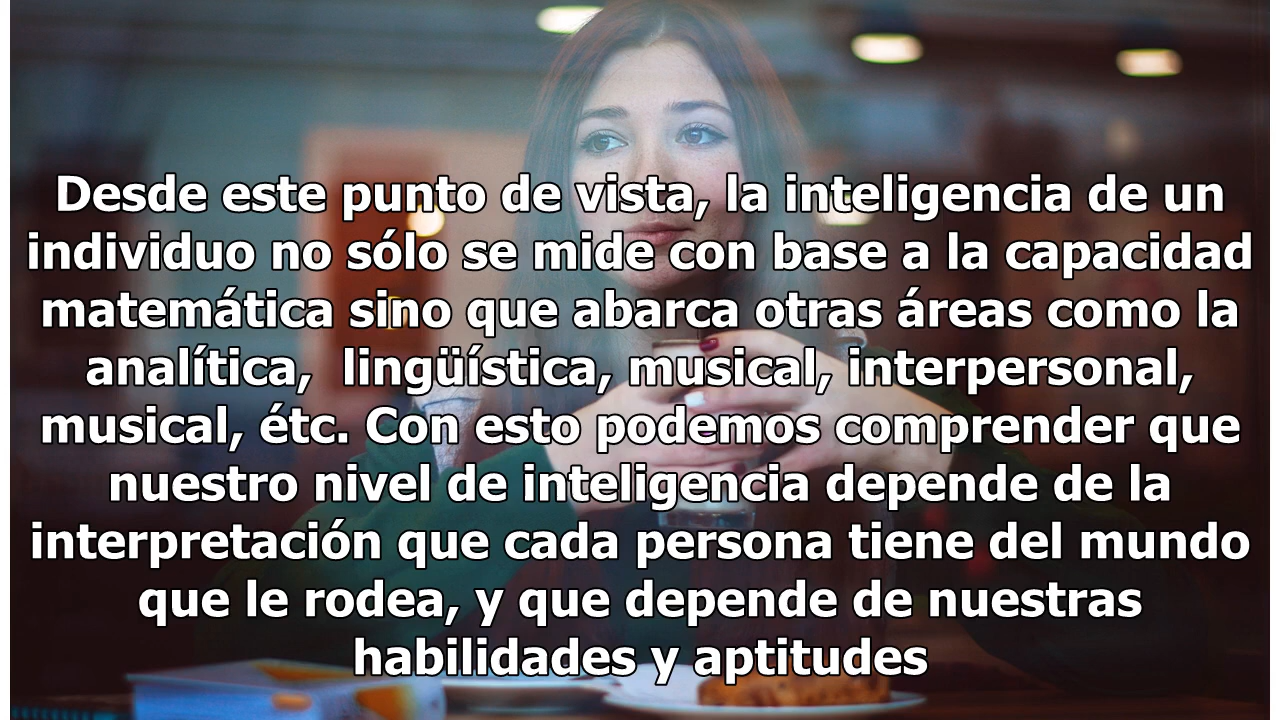 Desde este punto de vista, la inteligencia de un
individuo no sólo se mide con base a la capacidad
matemática sino que abarca otras áreas como la
analítica,  lingüística, musical, interpersonal,
musical, étc. Con esto podemos comprender que
nuestro nivel de inteligencia depende de la
interpretación que cada persona tiene del mundo
que le rodea, y que depende de nuestras
habilidades y aptitudes